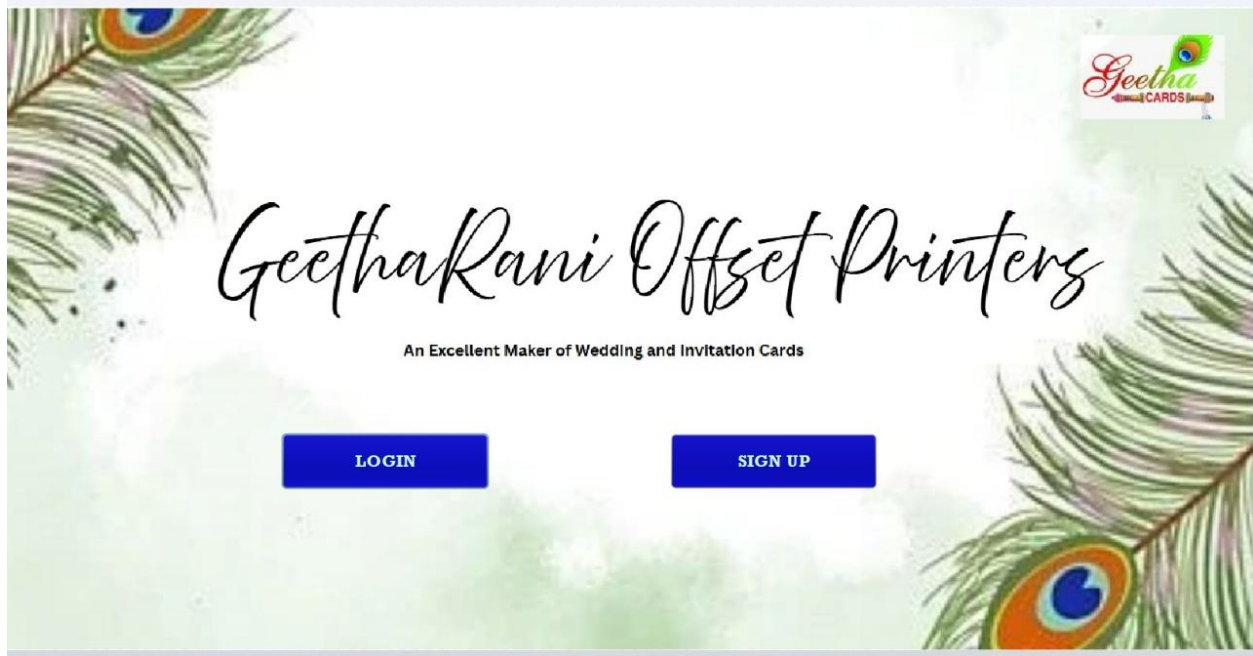 Geetha
CARDS
GeethaRani Offset Printers
An Excellent Maker of Wedding and Invitation Cards
LOGIN
SIGN UP